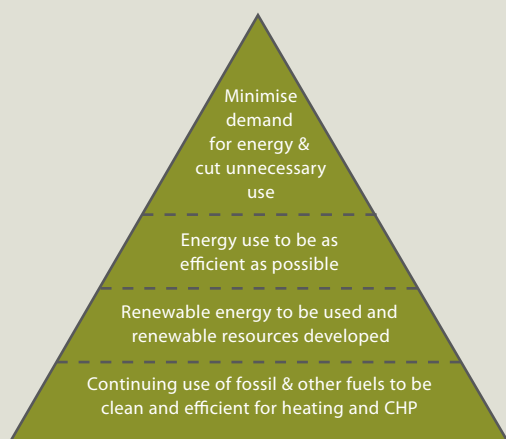 Minimise
demand
for energy &
cut unnecessary
use
Energy use to be as
efficient as possible
Renewable energy to be used and
renewable resources developed
Continuing use of fossil & other fuels to be
clean and efficient for heating and CHP